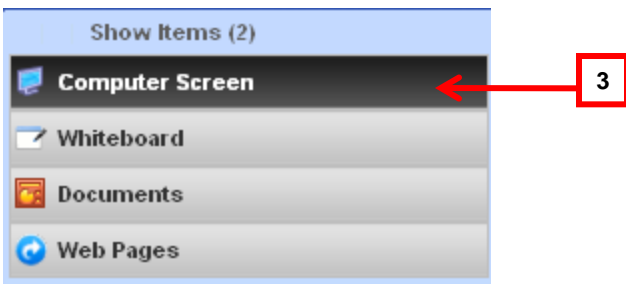 Show Items (2)
Computer Screen
3
Whiteboard
Documents
Web Pages